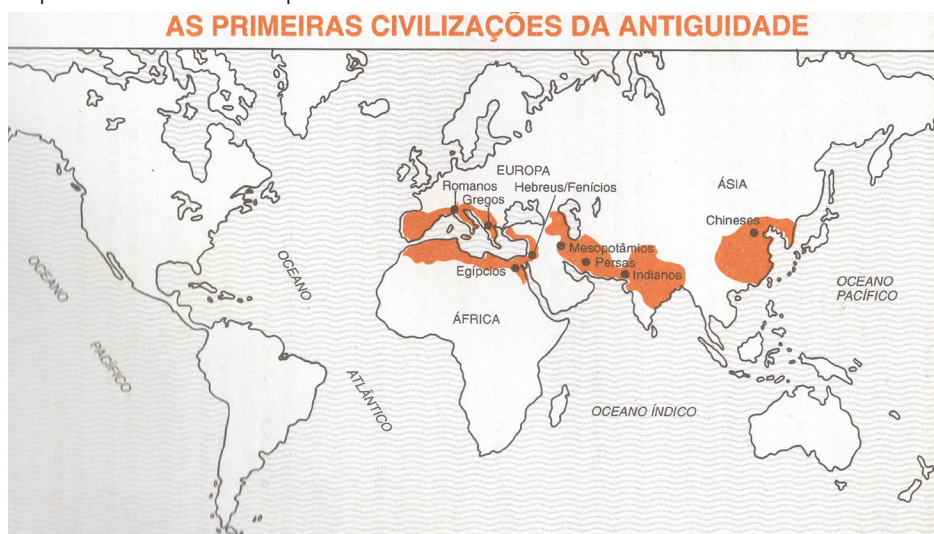 AS PRIMEIRAS CIVILIZAÇÕES DA ANTIGUIDADE
EUROPA
Romanos
Gregos
Hebreus/Fenícios
ÁSIA
Chineses
Mesopotâmios
Persas
Indianos
Egípcios
OCEANO
PACÍFICO
OCEANO
ATLÂNTICO
ÁFRICA
OCEANO ÍNDICO
OCEANO
PACÍFICO